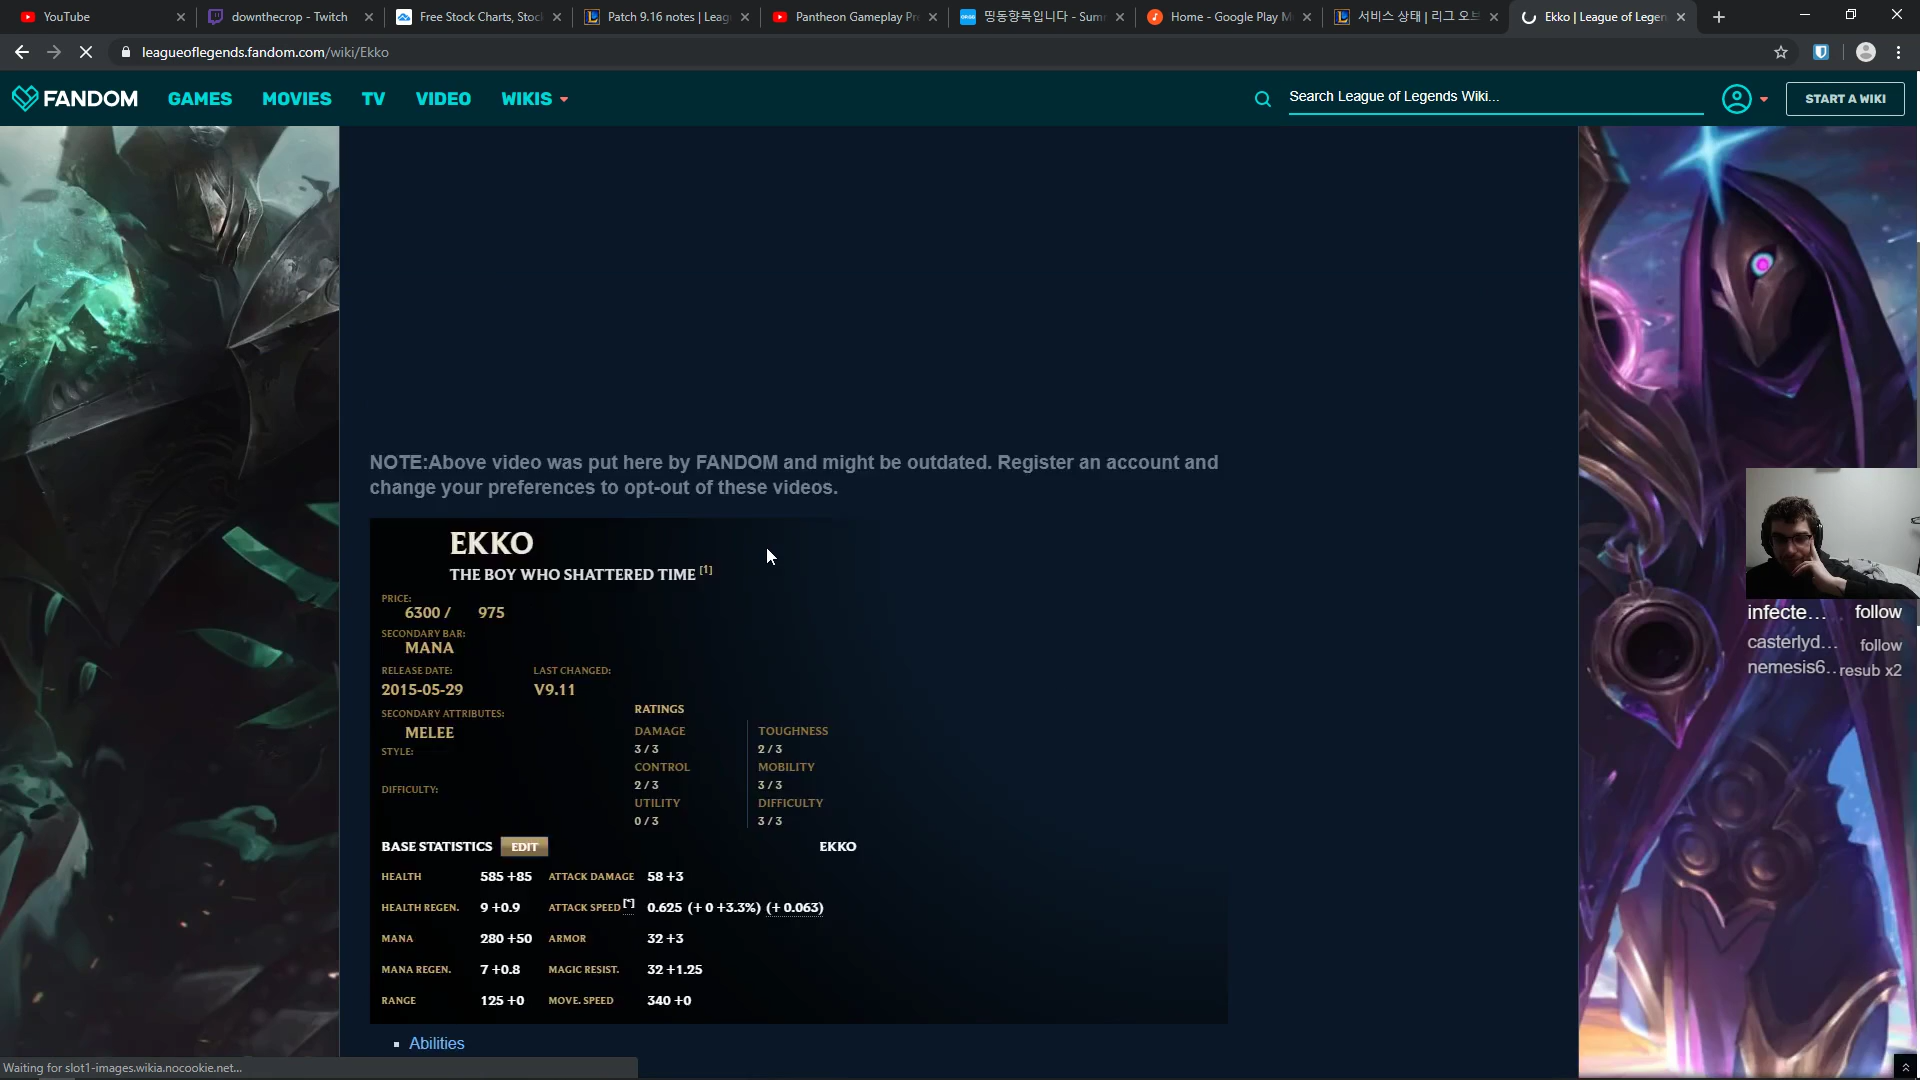 YouTube
downthecrop - Twitch
Free Stock Charts, Stoc
Patch 9.16 notes | Leag
Pantheon Gameplay Pr
띵동향목입니다 - Sum
Home - Google Play M
서비스 상태 | 리그 오브
Ekko | League of Legen
leagueoflegends.fandom.com/wiki/Ekko
FANDOM
GAMES
MOVIES
TV
VIDEO
WIKIS
Search League of Legends Wiki...
START A WIKI
NOTE:Above video was put here by FANDOM and might be outdated. Register an account and
change your preferences to opt-out of these videos.
EKKO
THE BOY WHO SHATTERED TIME [1]
PRICE:
6300 / 975
SECONDARY BAR:
MANA
RELEASE DATE: LAST CHANGED:
2015-05-29 V9.11
SECONDARY ATTRIBUTES:
MELEE
STYLE:
DIFFICULTY:
RATINGS
DAMAGE TOUGHNESS
3 / 3 2 / 3
CONTROL MOBILITY
2 / 3 3 / 3
UTILITY DIFFICULTY
0 / 3 3 / 3
BASE STATISTICS EDIT EKKO
HEALTH 585 +85 ATTACK DAMAGE 58 +3
HEALTH REGEN. 9 +0.9 ATTACK SPEED [*] 0.625 (+ 0 +3.3%) (+ 0.063)
MANA 280 +50 ARMOR 32 +3
MANA REGEN. 7 +0.8 MAGIC RESIST. 32 +1.25
RANGE 125 +0 MOVE. SPEED 340 +0
Abilities
infecte... follow
casterlyd... follow
nemesis6... resub x2
Waiting for slot1-images.wikia.nocookie.net...